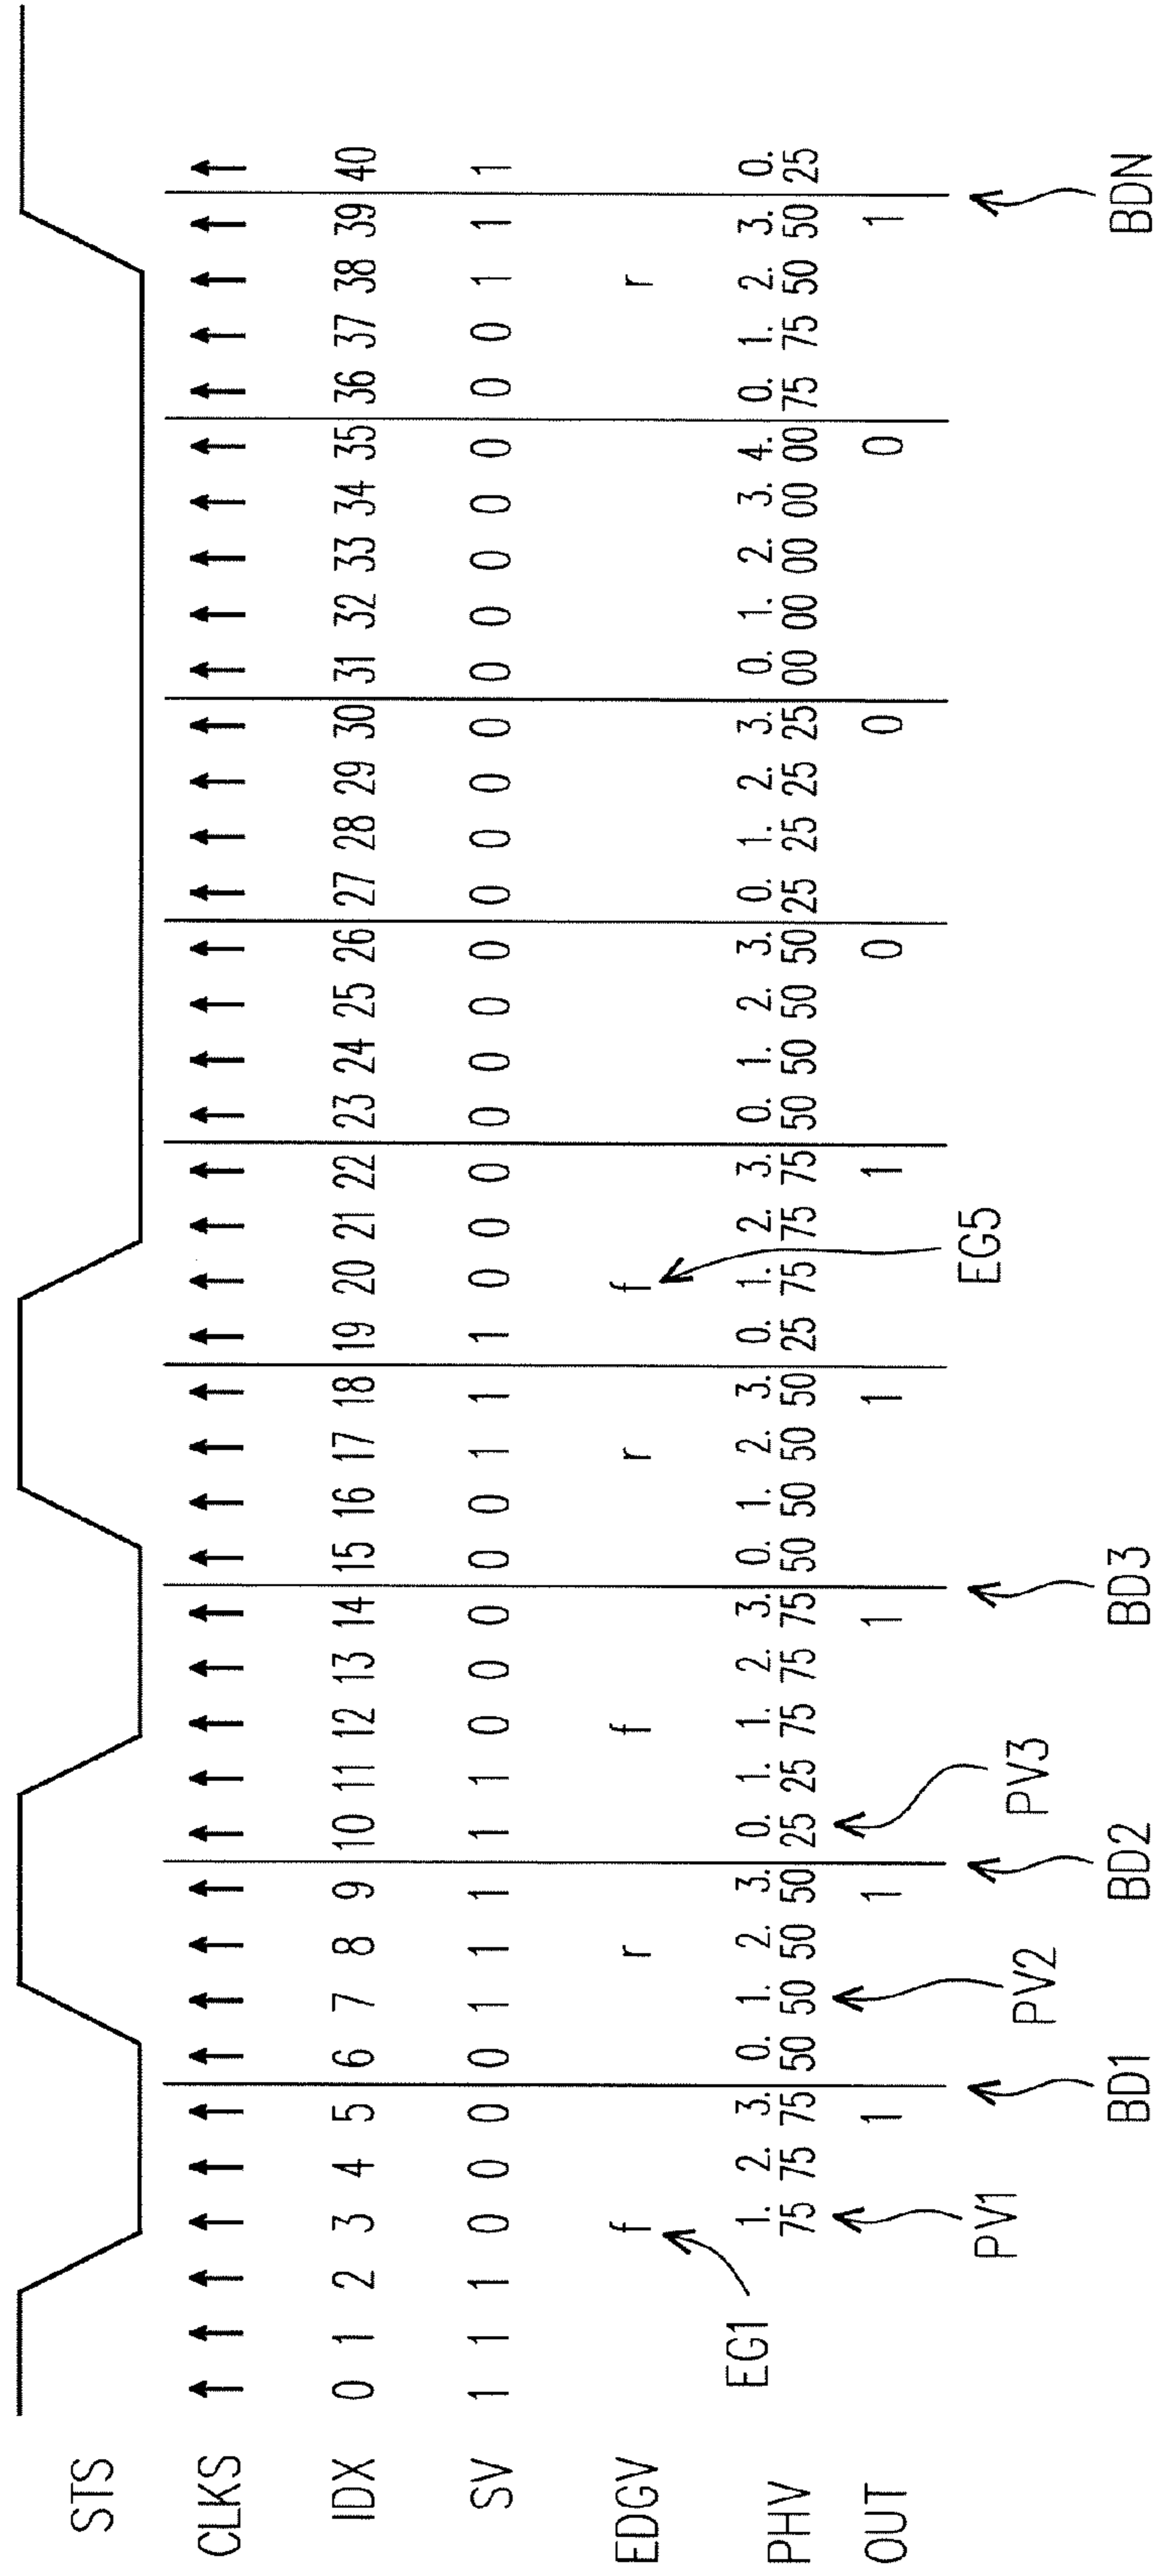 STS
CLKS
IDX 0 1 2 3 4 5 6 7 8 9 10 11 12 13 14 15 16 17 18 19 20 21 22 23 24 25 26 27 28 29 30 31 32 33 34 35 36 37 38 39 40
SV 1 1 1 0 0 0 0 1 1 1 1 1 0 0 0 0 0 1 1 1 0 0 0 0 0 0 0 0 0 0 0 0 0 0 0 0 0 0 1 1 1
EDGV f r f r f r
EG1
PHV 1. 2. 3. 0. 1. 2. 3. 0. 1. 1. 2. 3. 0. 1. 2. 3. 0. 1. 2. 3. 0. 1. 2. 3. 0. 1. 2. 3. 0. 1. 2. 3. 4. 0. 1. 2. 3. 0.
75 75 75 50 50 50 50 25 25 75 75 75 50 50 50 50 25 75 75 75 50 50 50 50 25 25 25 25 00 00 00 00 00 75 75 50 50 25
OUT 1 1 1 1 1 0 0 0 1
PV1 PV2 PV3 EG5
BD1 BD2 BD3 BDN